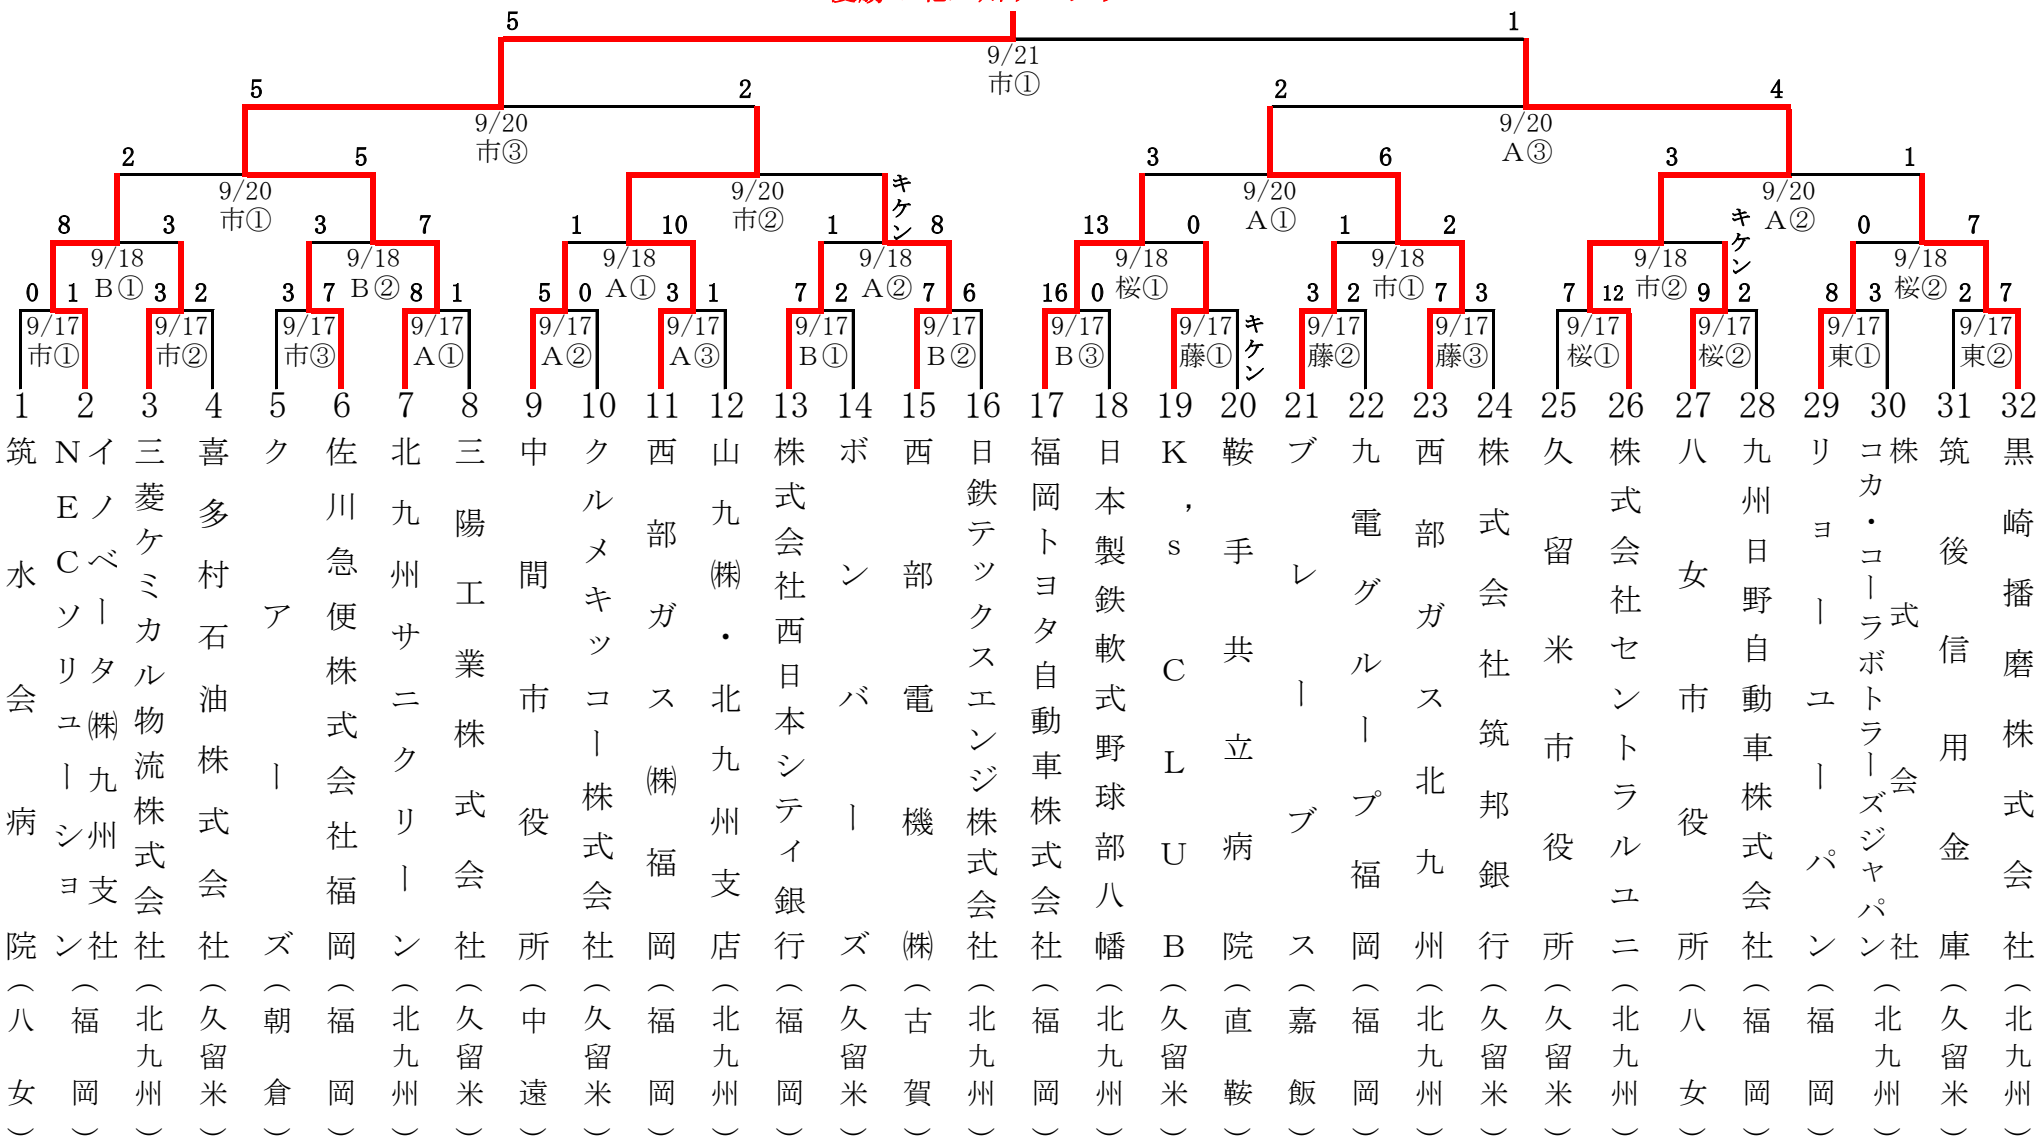 5 1
9/21
市①
5 2 2 4
9/20 9/20
市③ A③
2 5 3 6 3 1
9/20 9/20 9/20 9/20
市① 市② A① A②
キケン
キケン
8 3 3 7 1 10 1 8 13 0 1 2 0 7
9/18 9/18 9/18 9/18 9/18 9/18 9/18 9/18
B① B② A① A② 桜① 市① 市② 桜②
0 1 3 2 3 7 8 1 5 0 3 1 7 2 7 6 16 0 3 2 7 3 7 12 9 2 8 3 2 7
9/17 9/17 9/17 9/17 9/17 9/17 9/17 9/17 9/17 9/17 9/17 9/17 9/17 9/17 9/17 9/17
市① 市② 市③ A① A② A③ B① B② B③ 藤① 藤② 藤③ 桜① 桜② 東① 東②
キケン
1 2 3 4 5 6 7 8 9 10 11 12 13 14 15 16 17 18 19 20 21 22 23 24 25 26 27 28 29 30 31 32
筑水会病院（八女）
NECソリューションイノベータ㈱九州支社（福岡）
三菱ケミカル物流株式会社（北九州）
喜多村石油株式会社（久留米）
クアーズ（朝倉）
佐川急便株式会社福岡（福岡）
北九州サニクリーン（北九州）
三陽工業株式会社（久留米）
中間市役所（中遠）
クルメキッコー株式会社（久留米）
西部ガス㈱福岡（福岡）
山九㈱・北九州支店（北九州）
株式会社西日本シティ銀行（福岡）
ボンバーズ（久留米）
西部電機㈱（古賀）
日鉄テックスエンジ株式会社（北九州）
福岡トヨタ自動車株式会社（福岡）
日本製鉄軟式野球部八幡（北九州）
K’s CLUB（久留米）
鞍手共立病院（直鞍）
ブレーブス（嘉飯）
九電グループ福岡（福岡）
西部ガス北九州（北九州）
株式会社筑邦銀行（久留米）
久留米市役所（久留米）
株式会社セントラルユニ（北九州）
八女市役所（八女）
九州日野自動車株式会社（福岡）
リョーユーパン（福岡）
コカ・コーラボトラーズジャパン株式会社（北九州）
筑後信用金庫（久留米）
黒崎播磨株式会社（北九州）